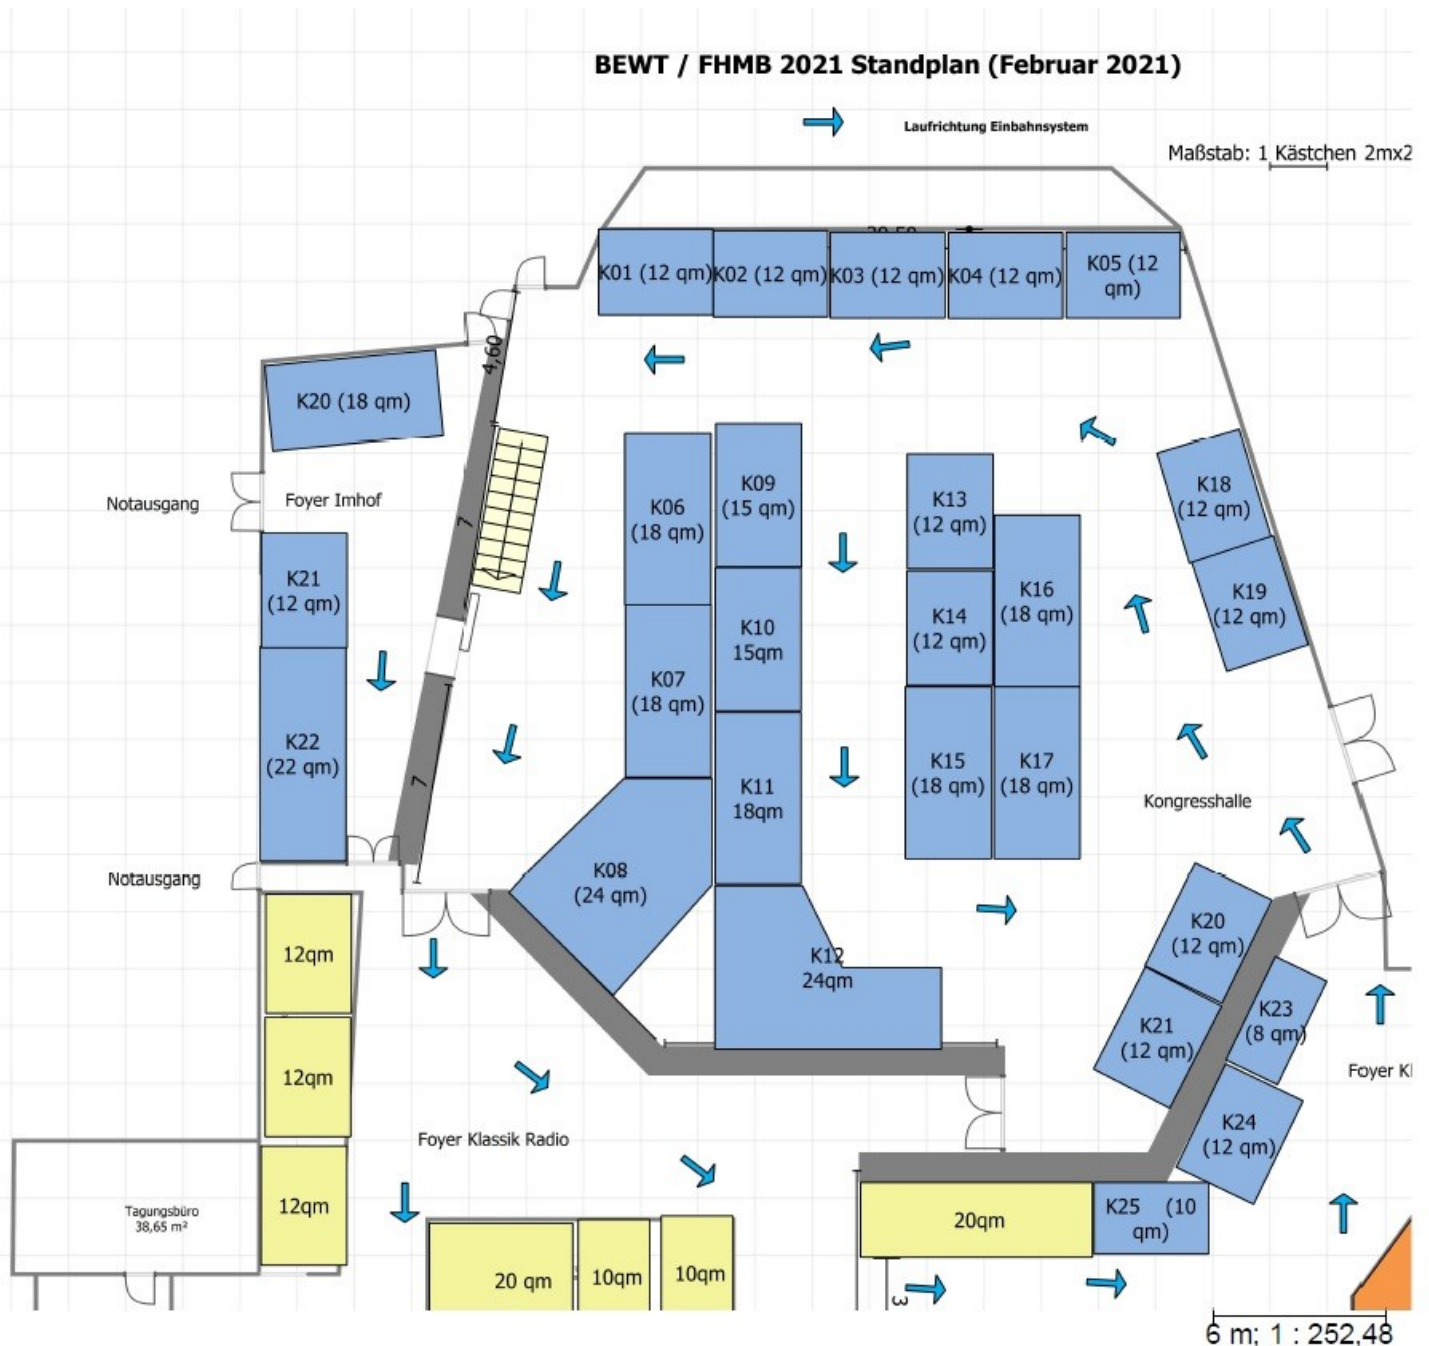 BEWT / FHMB 2021 Standplan (Februar 2021)
Laufrichtung Einbahnsystem
Maßstab: 1 Kästchen 2mx2
K01 (12 qm)
K02 (12 qm)
K03 (12 qm)
K04 (12 qm)
K05 (12
qm)
4,60
K20 (18 qm)
Notausgang
Foyer Imhof
7
K06
(18 qm)
K09
(15 qm)
K13
(12 qm)
K18
(12 qm)
K21
(12 qm)
K10
15qm
K14
(12 qm)
K16
(18 qm)
K19
(12 qm)
K07
(18 qm)
K22
(22 qm)
7
K11
18qm
K15
(18 qm)
K17
(18 qm)
Kongresshalle
Notausgang
K08
(24 qm)
K12
24qm
K20
(12 qm)
12qm
K21
(12 qm)
K23
(8 qm)
12qm
Foyer Kl
Foyer Klassik Radio
K24
(12 qm)
Tagungsbüro
38,65 m²
12qm
20qm
K25 (10
qm)
20 qm
10qm
10qm
3
6 m; 1 : 252,48